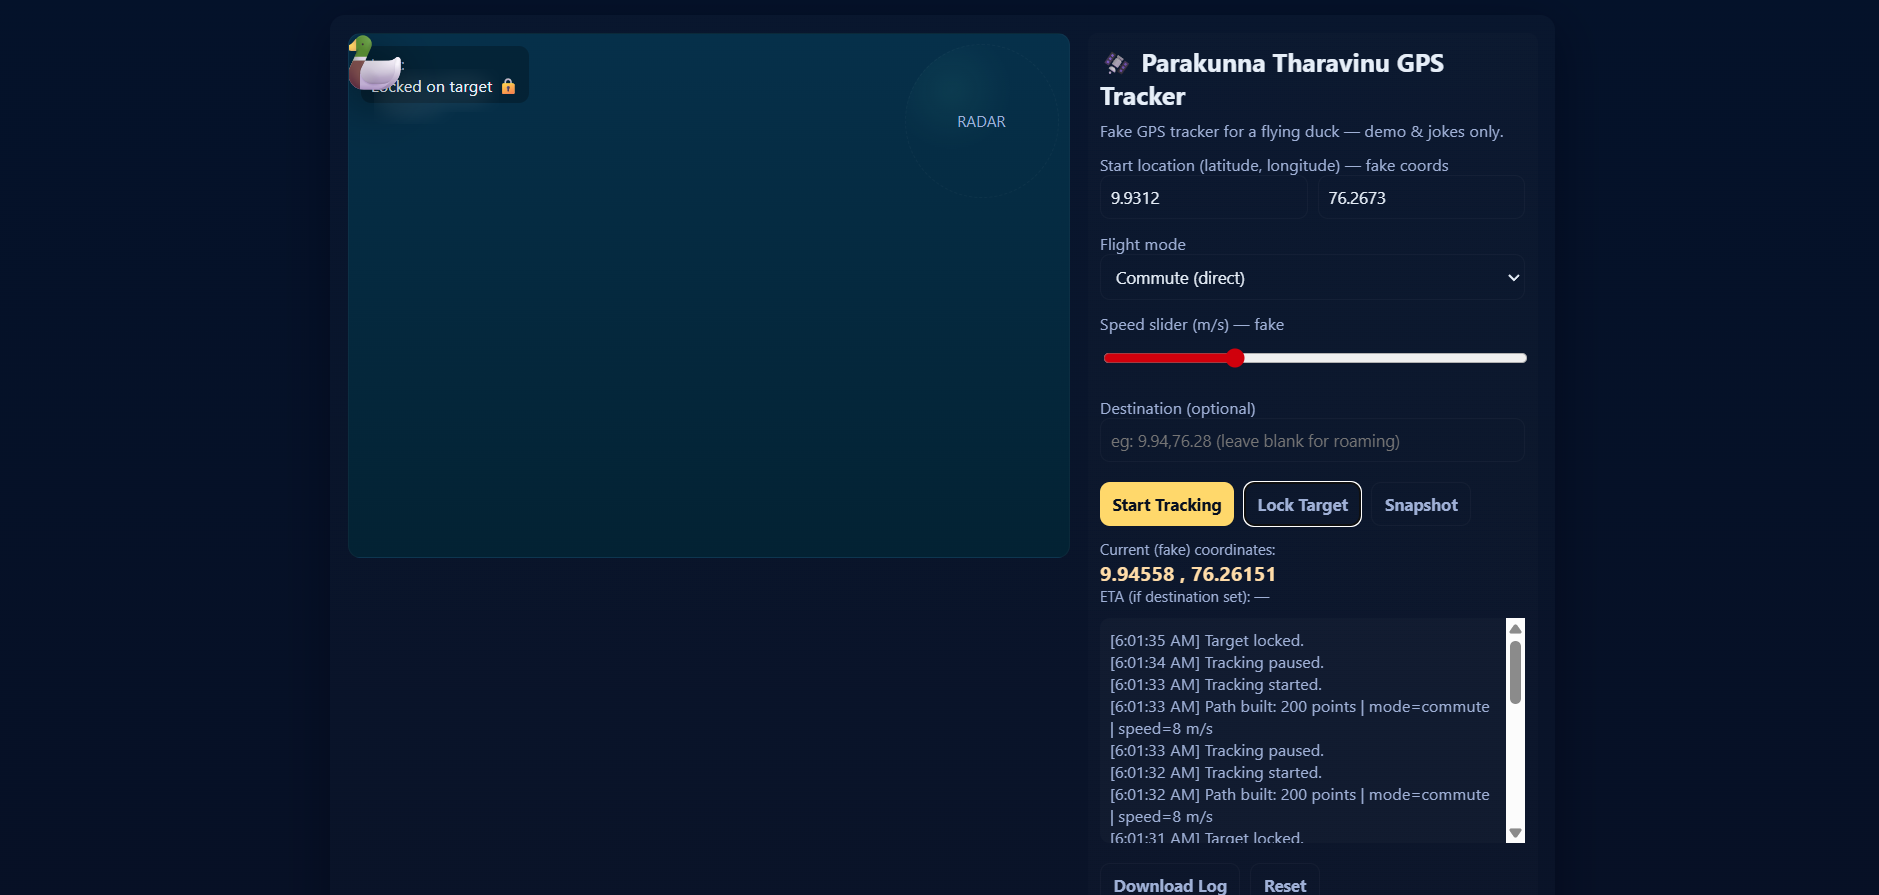 :
ocked on target
RADAR
Parakunna Tharavinu GPS
Tracker
Fake GPS tracker for a flying duck — demo & jokes only.
Start location (latitude, longitude) — fake coords
9.9312 76.2673
Flight mode
Commute (direct)
Speed slider (m/s) — fake
Destination (optional)
eg: 9.94,76.28 (leave blank for roaming)
Start Tracking Lock Target Snapshot
Current (fake) coordinates:
9.94558 , 76.26151
ETA (if destination set): —
[6:01:35 AM] Target locked.
[6:01:34 AM] Tracking paused.
[6:01:33 AM] Tracking started.
[6:01:33 AM] Path built: 200 points | mode=commute
| speed=8 m/s
[6:01:33 AM] Tracking paused.
[6:01:32 AM] Tracking started.
[6:01:32 AM] Path built: 200 points | mode=commute
| speed=8 m/s
[6:01:31 AM] Target locked.
Download Log Reset